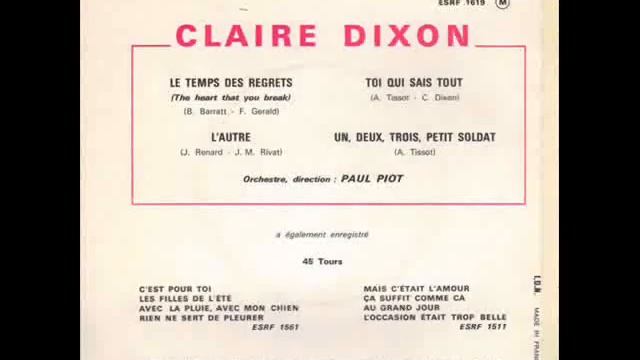 ESRF 1619 M
CLAIRE DIXON
LE TEMPS DES REGRETS
(The heart that you break)
(B. Barratt - F. Gerald)
TOI QUI SAIS TOUT
(A. Tissot - C. Dixon)
L'AUTRE
(J. Renard - J. M. Rivat)
UN, DEUX, TROIS, PETIT SOLDAT
(A. Tissot)
Orchestre, direction : PAUL PIOT
a également enregistré
45 Tours
C'EST POUR TOI
LES FILLES DE L'ÉTÉ
AVEC LA PLUIE, AVEC MON CHIEN
RIEN NE SERT DE PLEURER
ESRF 1561
MAIS C'ÉTAIT L'AMOUR
ÇA SUFFIT COMME CA
AU GRAND JOUR
L'OCCASION ÉTAIT TROP BELLE
ESRF 1511
MADE IN